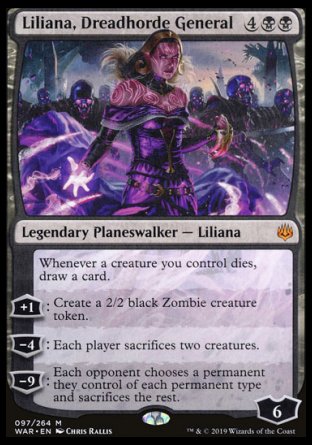 Liliana, Dreadhorde General 4
Legendary Planeswalker — Liliana
Whenever a creature you control dies,
draw a card.
+1: Create a 2/2 black Zombie creature
token.
−4: Each player sacrifices two creatures.
−9: Each opponent chooses a permanent
they control of each permanent type
and sacrifices the rest.
6
097/264 M
WAR • EN Chris Rallis ™ & © 2019 Wizards of the Coast